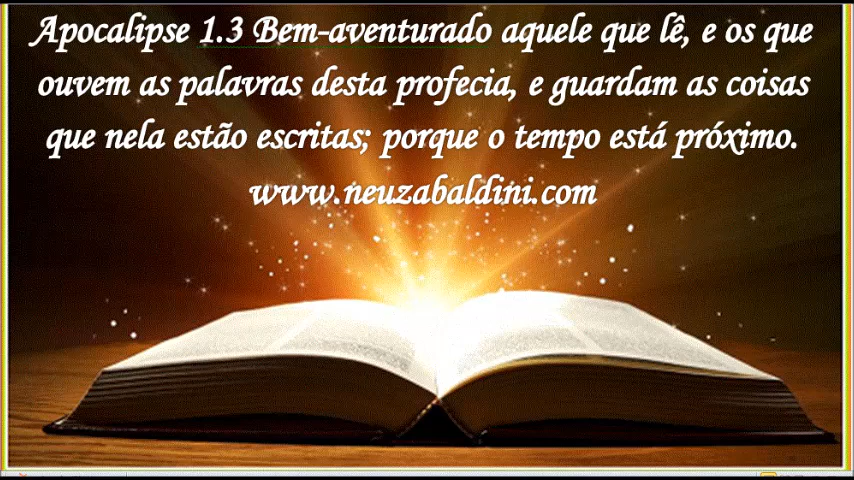 Apocalipse 1.3 Bem-aventurado aquele que lê, e os que
ouvem as palavras desta profecia, e guardam as coisas
que nela estão escritas; porque o tempo está próximo.
www.neuzabaldini.com